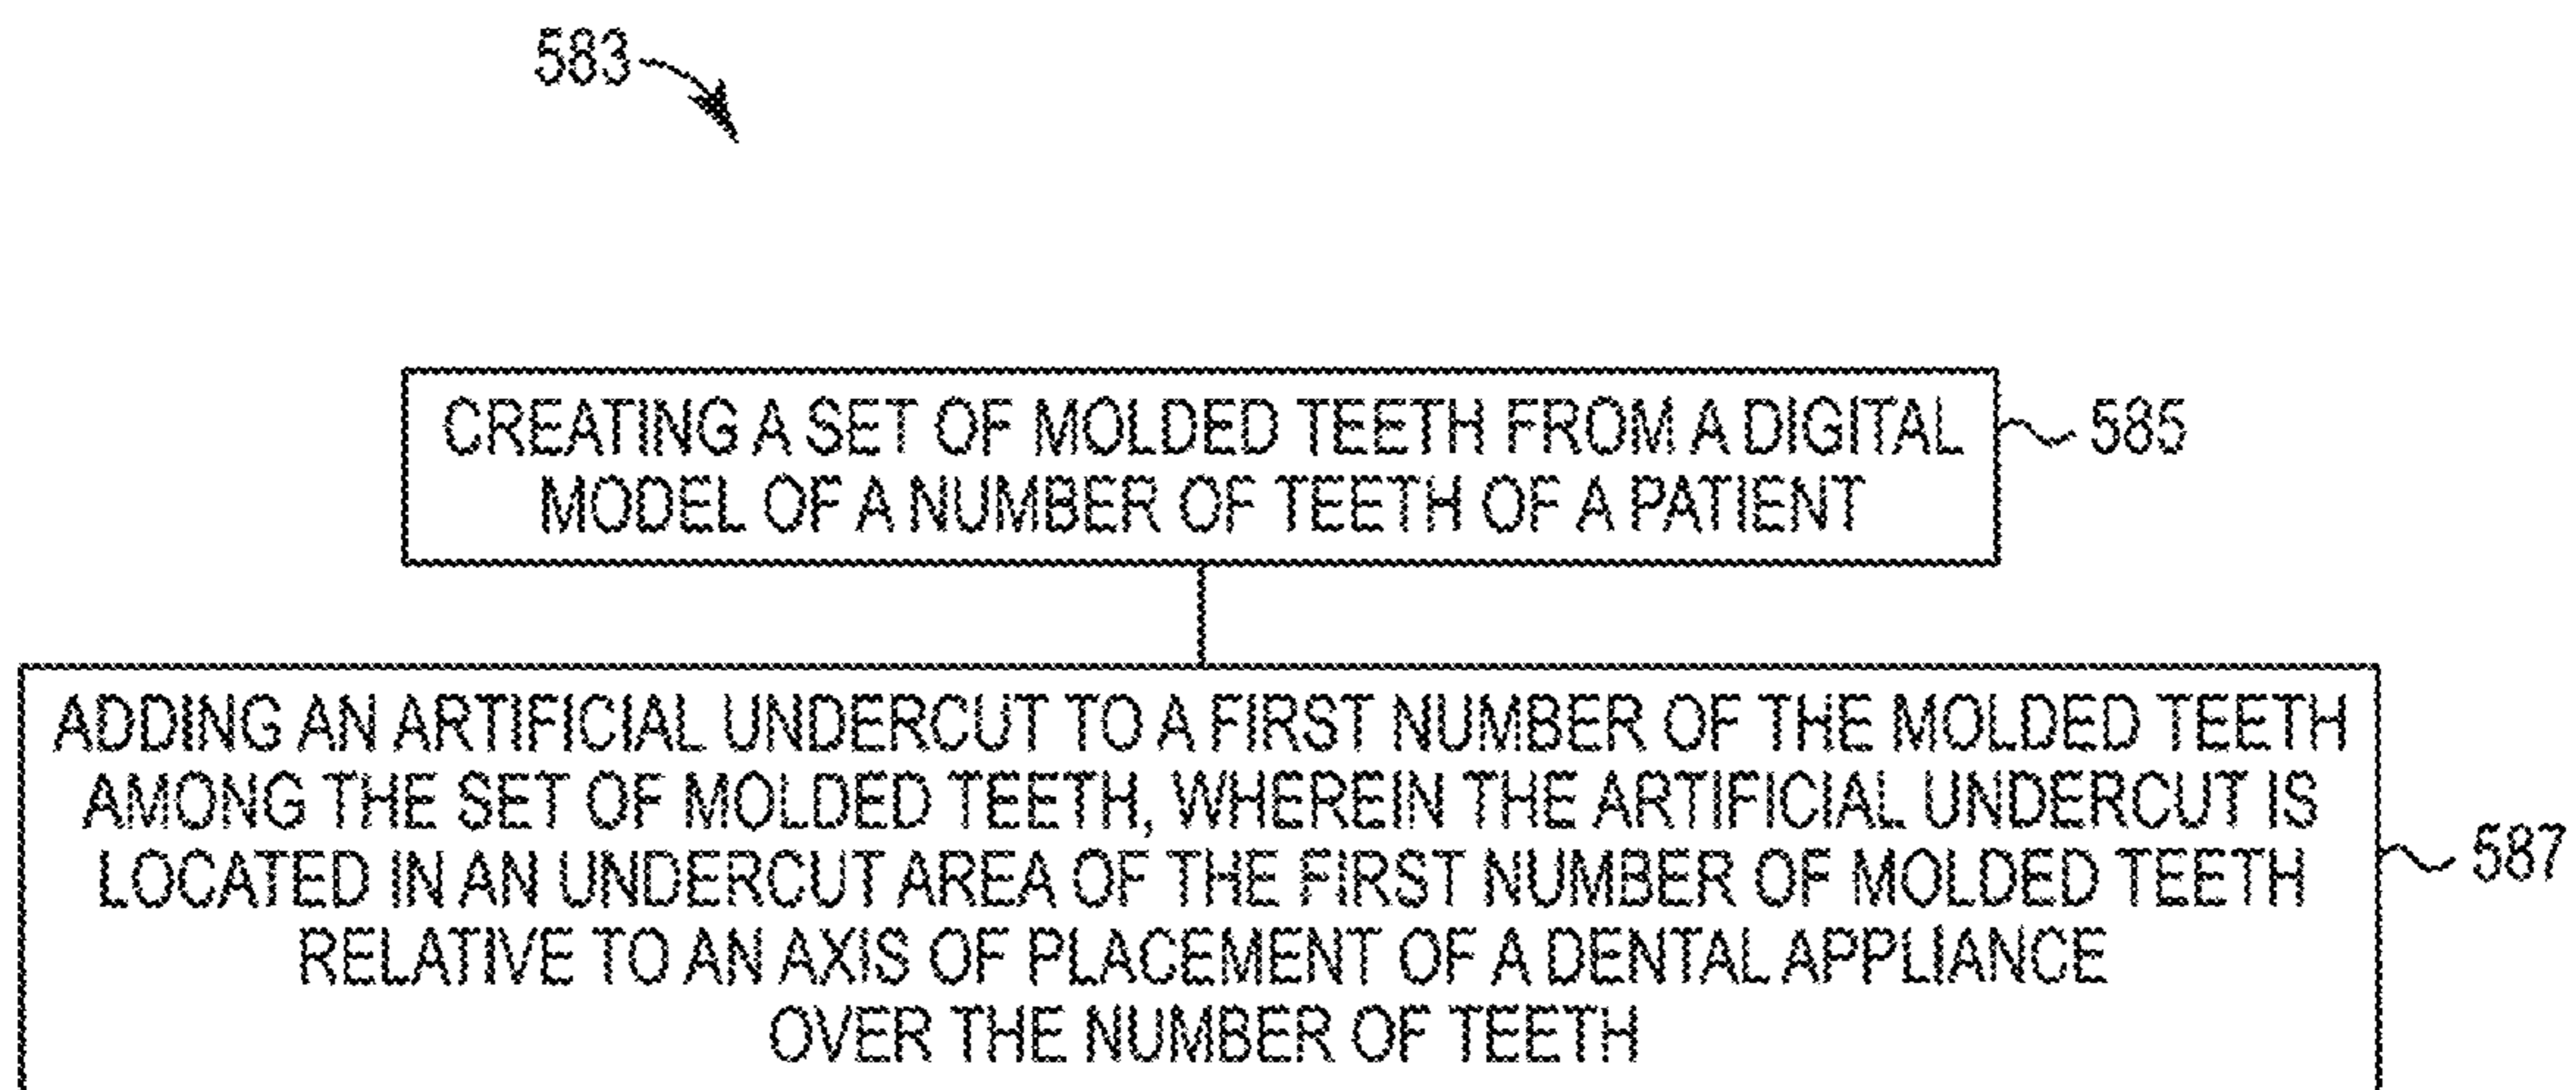 583
CREATING A SET OF MOLDED TEETH FROM A DIGITAL
MODEL OF A NUMBER OF TEETH OF A PATIENT
585
ADDING AN ARTIFICIAL UNDERCUT TO A FIRST NUMBER OF THE MOLDED TEETH
AMONG THE SET OF MOLDED TEETH, WHEREIN THE ARTIFICIAL UNDERCUT IS
LOCATED IN AN UNDERCUT AREA OF THE FIRST NUMBER OF MOLDED TEETH
RELATIVE TO AN AXIS OF PLACEMENT OF A DENTAL APPLIANCE
OVER THE NUMBER OF TEETH
587